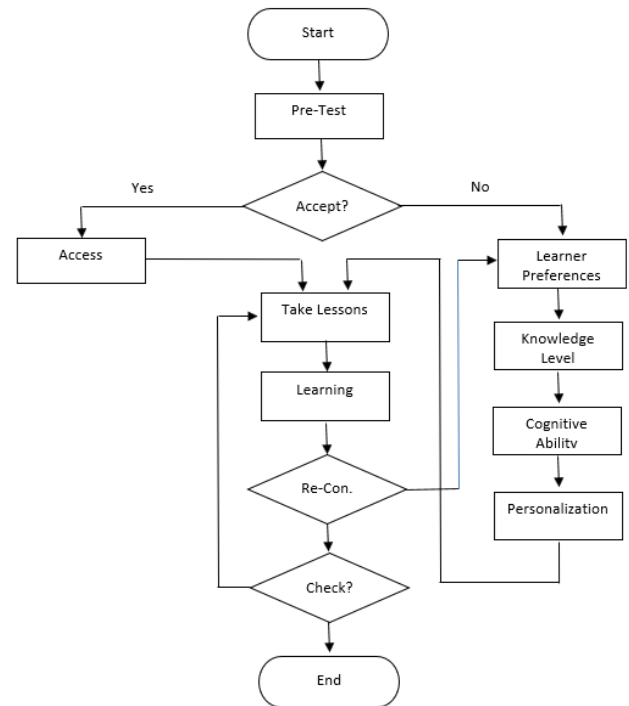 Start
Pre-Test
Yes
No
Accept?
Access
Learner
Preferences
Take Lessons
Knowledge
Level
Learning
Cognitive
Ability
Re-Con.
Personalization
Check?
End